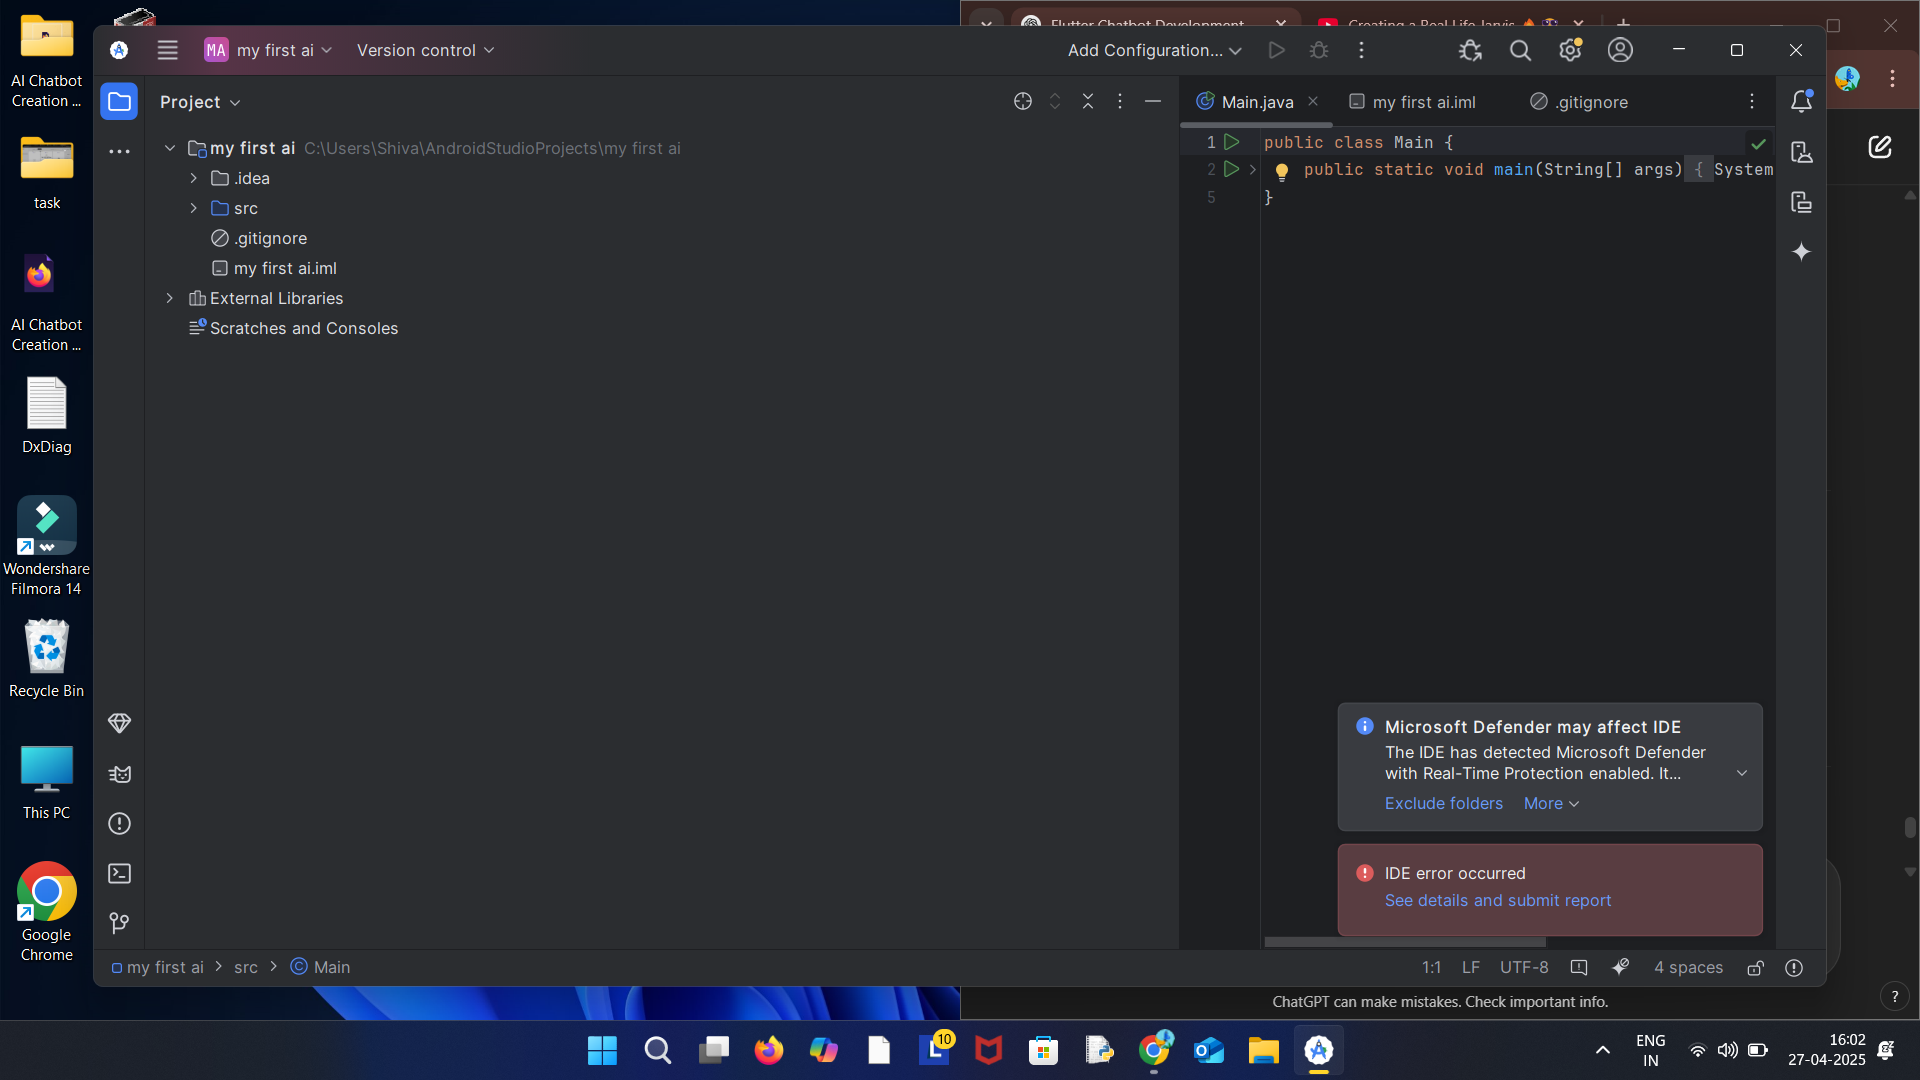 AI Chatbot
Creation ...
task
AI Chatbot
Creation ...
DxDiag
Wondershare
Filmora 14
Recycle Bin
This PC
Google
Chrome
Flutter Chatbot Development
Creating a Real Life Jarvis
MA my first ai
Version control
Add Configuration...
Project
my first ai C:\Users\Shiva\AndroidStudioProjects\my first ai
.idea
src
.gitignore
my first ai.iml
External Libraries
Scratches and Consoles
Main.java
my first ai.iml
.gitignore
1 public class Main {
2 public static void main(String[] args) { System
5 }
Microsoft Defender may affect IDE
The IDE has detected Microsoft Defender
with Real-Time Protection enabled. It...
Exclude folders More
IDE error occurred
See details and submit report
my first ai > src > Main
1:1 LF UTF-8 4 spaces
ChatGPT can make mistakes. Check important info.
?
10
ENG
IN
16:02
27-04-2025